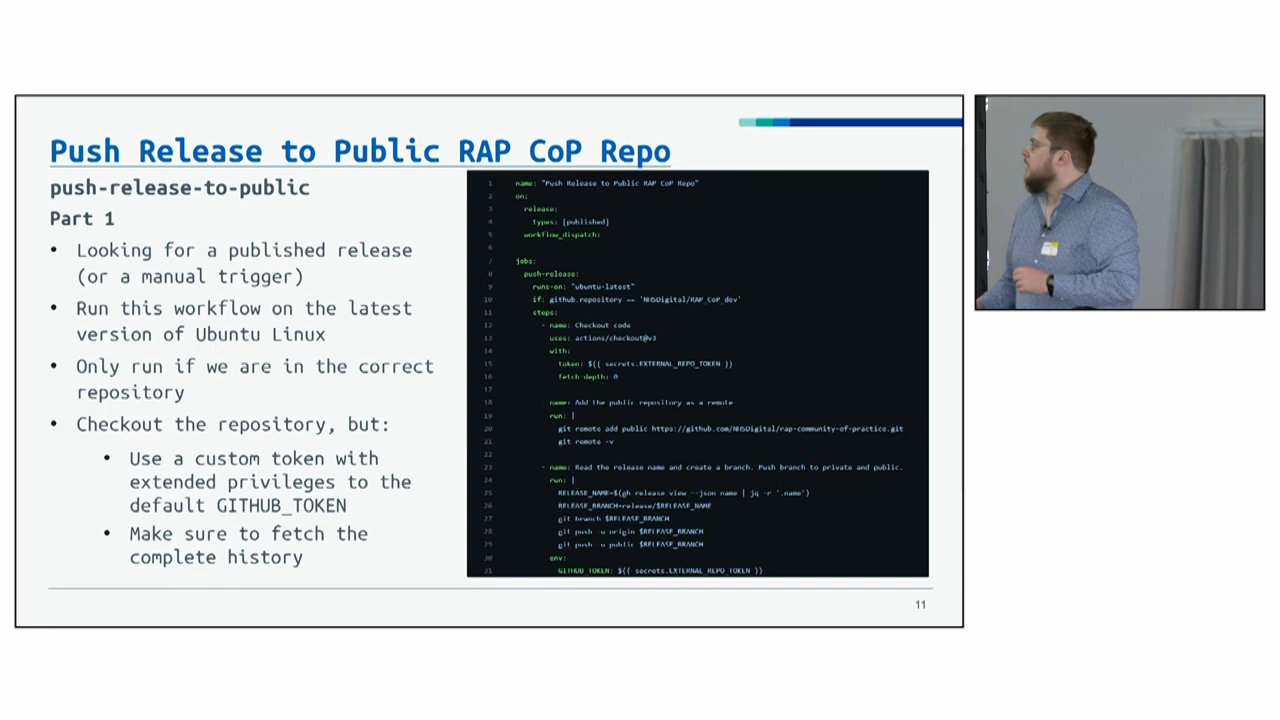 Push Release to Public RAP CoP Repo
push-release-to-public
Part 1
• Looking for a published release
(or a manual trigger)
• Run this workflow on the latest
version of Ubuntu Linux
• Only run if we are in the correct
repository
• Checkout the repository, but:
• Use a custom token with
extended privileges to the
default GITHUB_TOKEN
• Make sure to fetch the
complete history
1 name: "Push Release to Public RAP CoP Repo"
2 on:
3 release:
4 types: [published]
5 workflow_dispatch:
6
7 jobs:
8 push-release:
9 runs-on: "ubuntu-latest"
10 if: github.repository == 'NHSDigital/RAP_CoP_dev'
11 steps:
12 - name: Checkout code
13 uses: actions/checkout@v3
14 with:
15 token: ${{ secrets.EXTERNAL_REPO_TOKEN }}
16 fetch-depth: 0
17
18 - name: Add the public repository as a remote
19 run: |
20 git remote add public https://github.com/NHSDigital/rap-community-of-practice.git
21 git remote -v
22
23 - name: Read the release name and create a branch. Push branch to private and public.
24 run: |
25 RELEASE_NAME=$(gh release view --json name | jq -r '.name')
26 RELEASE_BRANCH=release/$RELEASE_NAME
27 git branch $RELEASE_BRANCH
28 git push -u origin $RELEASE_BRANCH
29 git push -u public $RELEASE_BRANCH
30 env:
31 GITHUB_TOKEN: ${{ secrets.EXTERNAL_REPO_TOKEN }}
11